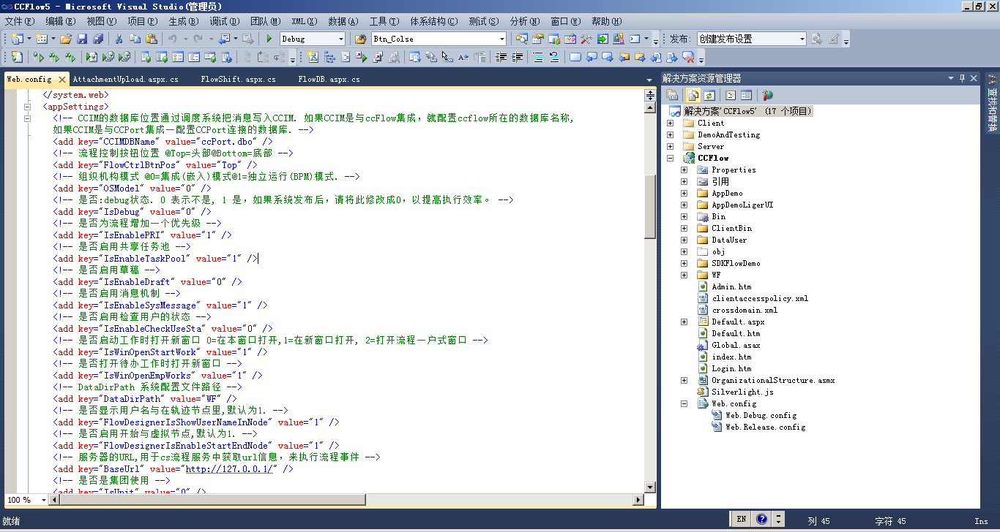 CCFlow5 - Microsoft Visual Studio(管理员)
文件(F) 编辑(E) 视图(V) 项目(P) 生成(B) 调试(D) 团队(M) XML(X) 数据(A) 工具(T) 体系结构(C) 测试(S) 分析(N) 窗口(W) 帮助(H)
Debug Btn_Colse 发布: 创建发布设置
Web.config AttachmentUpload.aspx.cs FlowShift.aspx.cs FlowDB.aspx.cs
</system.web>
<appSettings>
<!-- CCIM的数据库位置通过调度系统把消息写入CCIM. 如果CCIM是与ccFlow集成，就配置ccflow所在的数据库名称,
如果CCIM是与CCPort集成一配置CCPort连接的数据库. -->
<add key="CCIMDBName" value="ccPort.dbo" />
<!-- 流程控制按钮位置 @Top=头部@Bottom=底部 -->
<add key="FlowCtrlBtnPos" value="Top" />
<!-- 组织机构模式 @0=集成(嵌入)模式@1=独立运行(BPM)模式. -->
<add key="OSModel" value="0" />
<!-- 是否:debug状态. 0 表示不是, 1 是，如果系统发布后，请将此修改成0，以提高执行效率。 -->
<add key="IsDebug" value="0" />
<!-- 是否为流程增加一个优先级 -->
<add key="IsEnablePRI" value="1" />
<!-- 是否启用共享任务池 -->
<add key="IsEnableTaskPool" value="1" />
<!-- 是否启用草稿 -->
<add key="IsEnableDraft" value="0" />
<!-- 是否启用消息机制 -->
<add key="IsEnableSysMessage" value="1" />
<!-- 是否启用检查用户的状态 -->
<add key="IsEnableCheckUseSta" value="0" />
<!-- 是否启动工作时打开新窗口 0=在本窗口打开,1=在新窗口打开, 2=打开流程一户式窗口 -->
<add key="IsWinOpenStartWork" value="1" />
<!-- 是否打开待办工作时打开新窗口 -->
<add key="IsWinOpenEmpWorks" value="1" />
<!-- DataDirPath 系统配置文件路径 -->
<add key="DataDirPath" value="WF" />
<!-- 是否显示用户名与在轨迹节点里,默认为1. -->
<add key="FlowDesignerIsShowUserNameInNode" value="1" />
<!-- 是否启用开始与虚拟节点,默认为1. -->
<add key="FlowDesignerIsEnableStartEndNode" value="1" />
<!-- 服务器的URL,用于cs流程服务中获取url信息，来执行流程事件 -->
<add key="BaseUrl" value="http://127.0.0.1/" />
<!-- 是否是集团使用 -->
<add key="IsUnit" value="0" />
100 %
解决方案资源管理器
解决方案'CCFlow5' (17 个项目)
Client
DemoAndTesting
Server
CCFlow
Properties
引用
AppDemo
AppDemoLigerUI
Bin
ClientBin
DataUser
obj
SDKFlowDemo
WF
Admin.htm
clientaccesspolicy.xml
crossdomain.xml
Default.aspx
Default.htm
Global.asax
index.htm
Login.htm
OrganizationalStructure.asmx
Silverlight.js
Web.config
Web.Debug.config
Web.Release.config
查找和替换
就绪 EN 列 45 字符 45 Ins